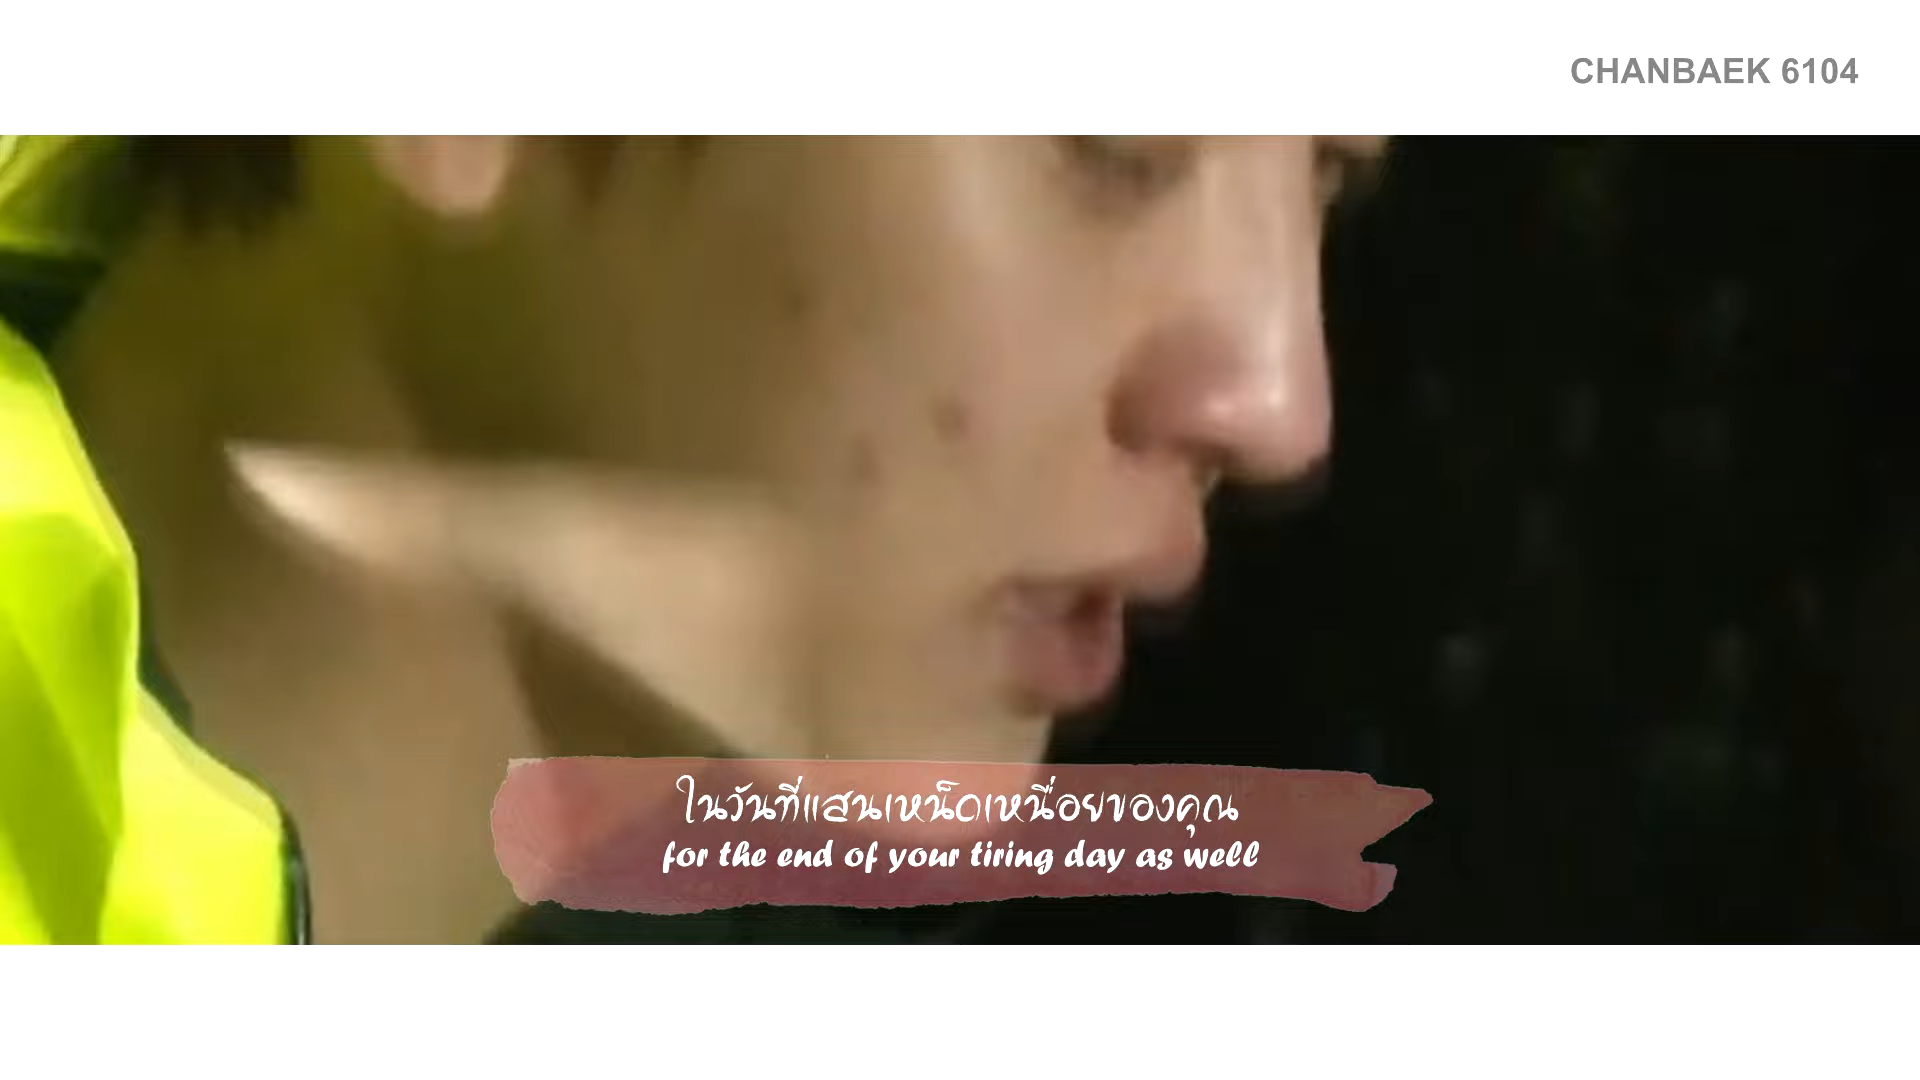 CHANBAEK 6104
ในวันที่แสนเหน็ดเหนื่อยของคุณ
for the end of your tiring day as well